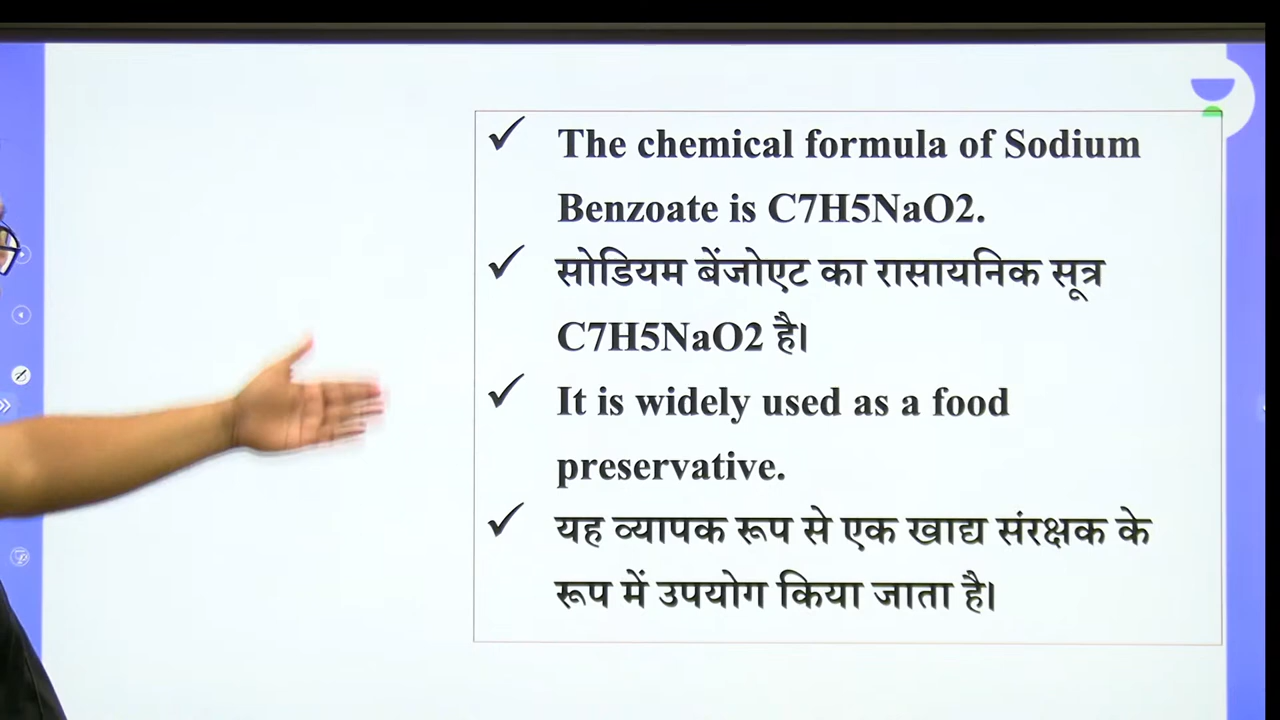 ✓ The chemical formula of Sodium
Benzoate is C7H5NaO2.
✓ सोडियम बेंजोएट का रासायनिक सूत्र
C7H5NaO2 है।
✓ It is widely used as a food
preservative.
✓ यह व्यापक रूप से एक खाद्य संरक्षक के
रूप में उपयोग किया जाता है।